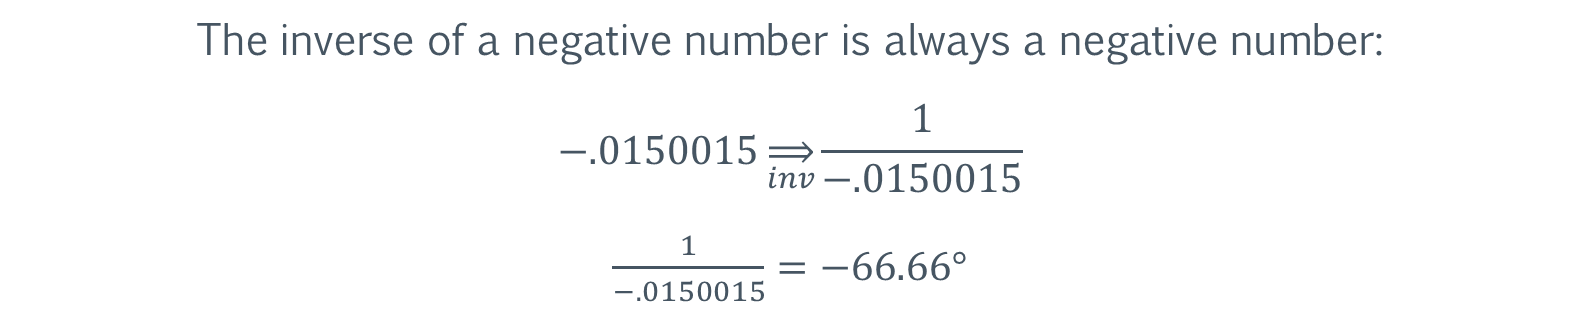 The inverse of a negative number is always a negative number:
−.0150015 ⟹inv 1/−.0150015
1/−.0150015 = −66.66°